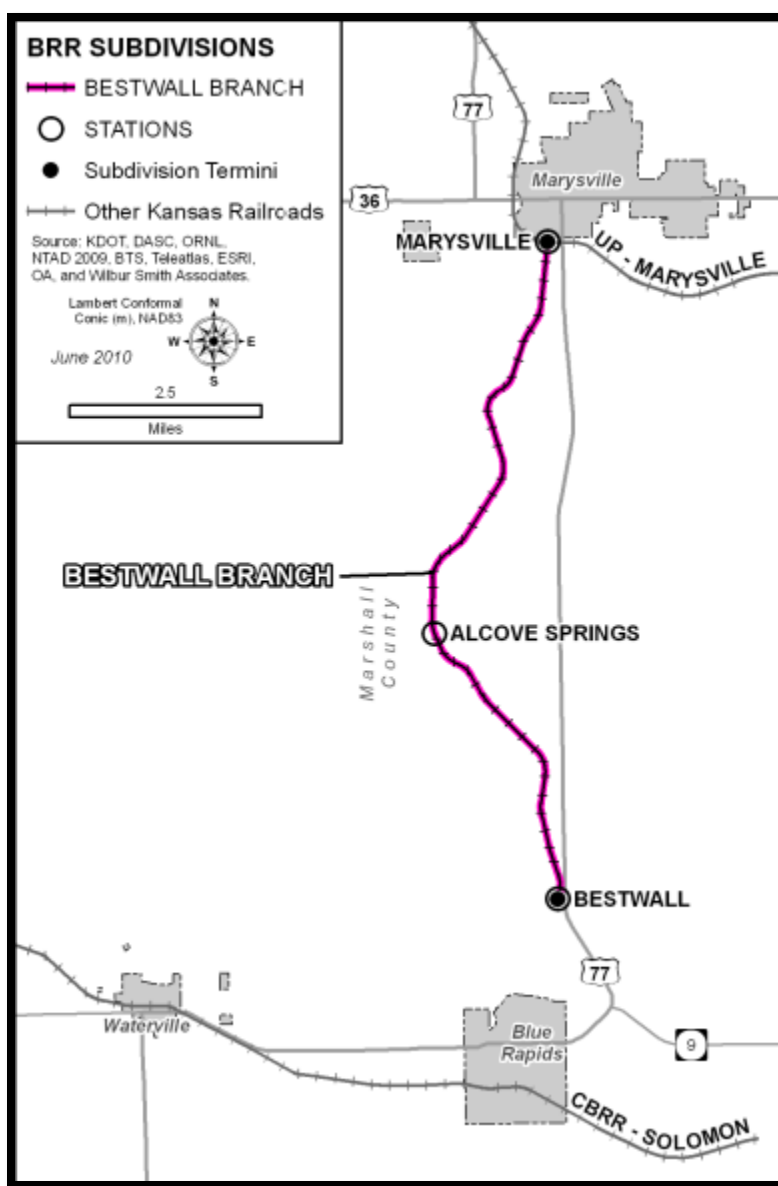 BRR SUBDIVISIONS
BESTWALL BRANCH
STATIONS
Subdivision Termini
Other Kansas Railroads
Source: KDOT, DASC, ORNL,
NTAD 2009, BTS, Teleatlas, ESRI,
OA, and Wilbur Smith Associates.
Lambert Conformal
Conic (m), NAD83
June 2010
N
W
E
S
2.5
Miles
77
36
Marysville
MARYSVILLE
UP - MARYSVILLE
BESTWALL BRANCH
Marshall
County
ALCOVE SPRINGS
BESTWALL
77
Waterville
Blue
Rapids
9
CBRR - SOLOMON